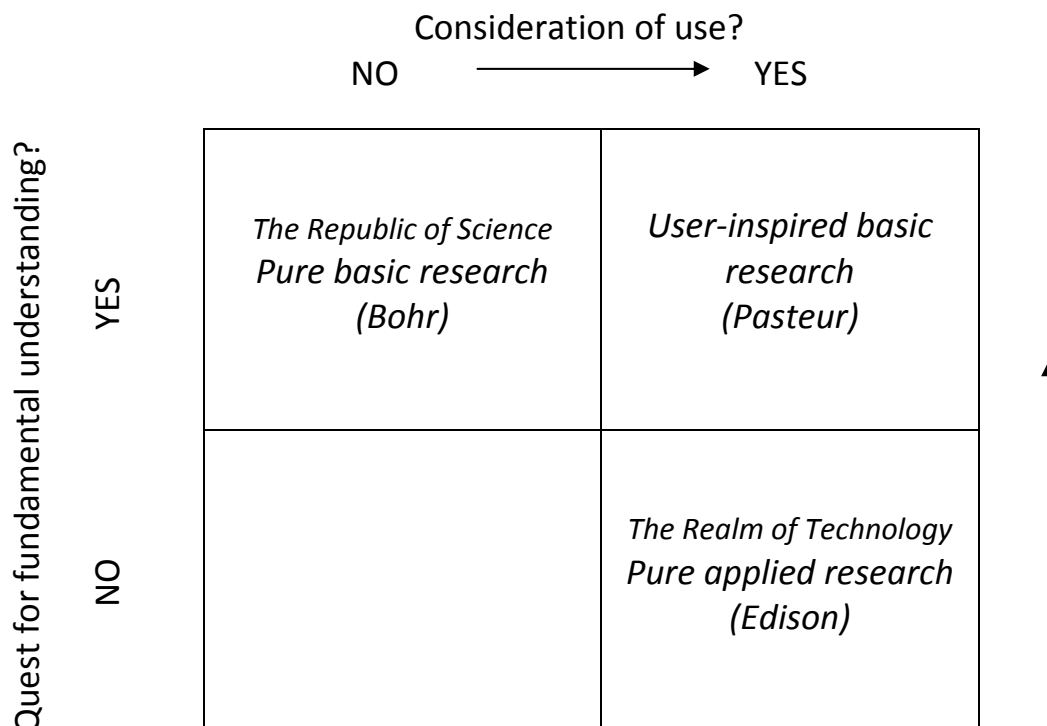 Consideration of use?
NO YES
Quest for fundamental understanding?
YES
The Republic of Science
Pure basic research
(Bohr)
User-inspired basic
research
(Pasteur)
NO
The Realm of Technology
Pure applied research
(Edison)